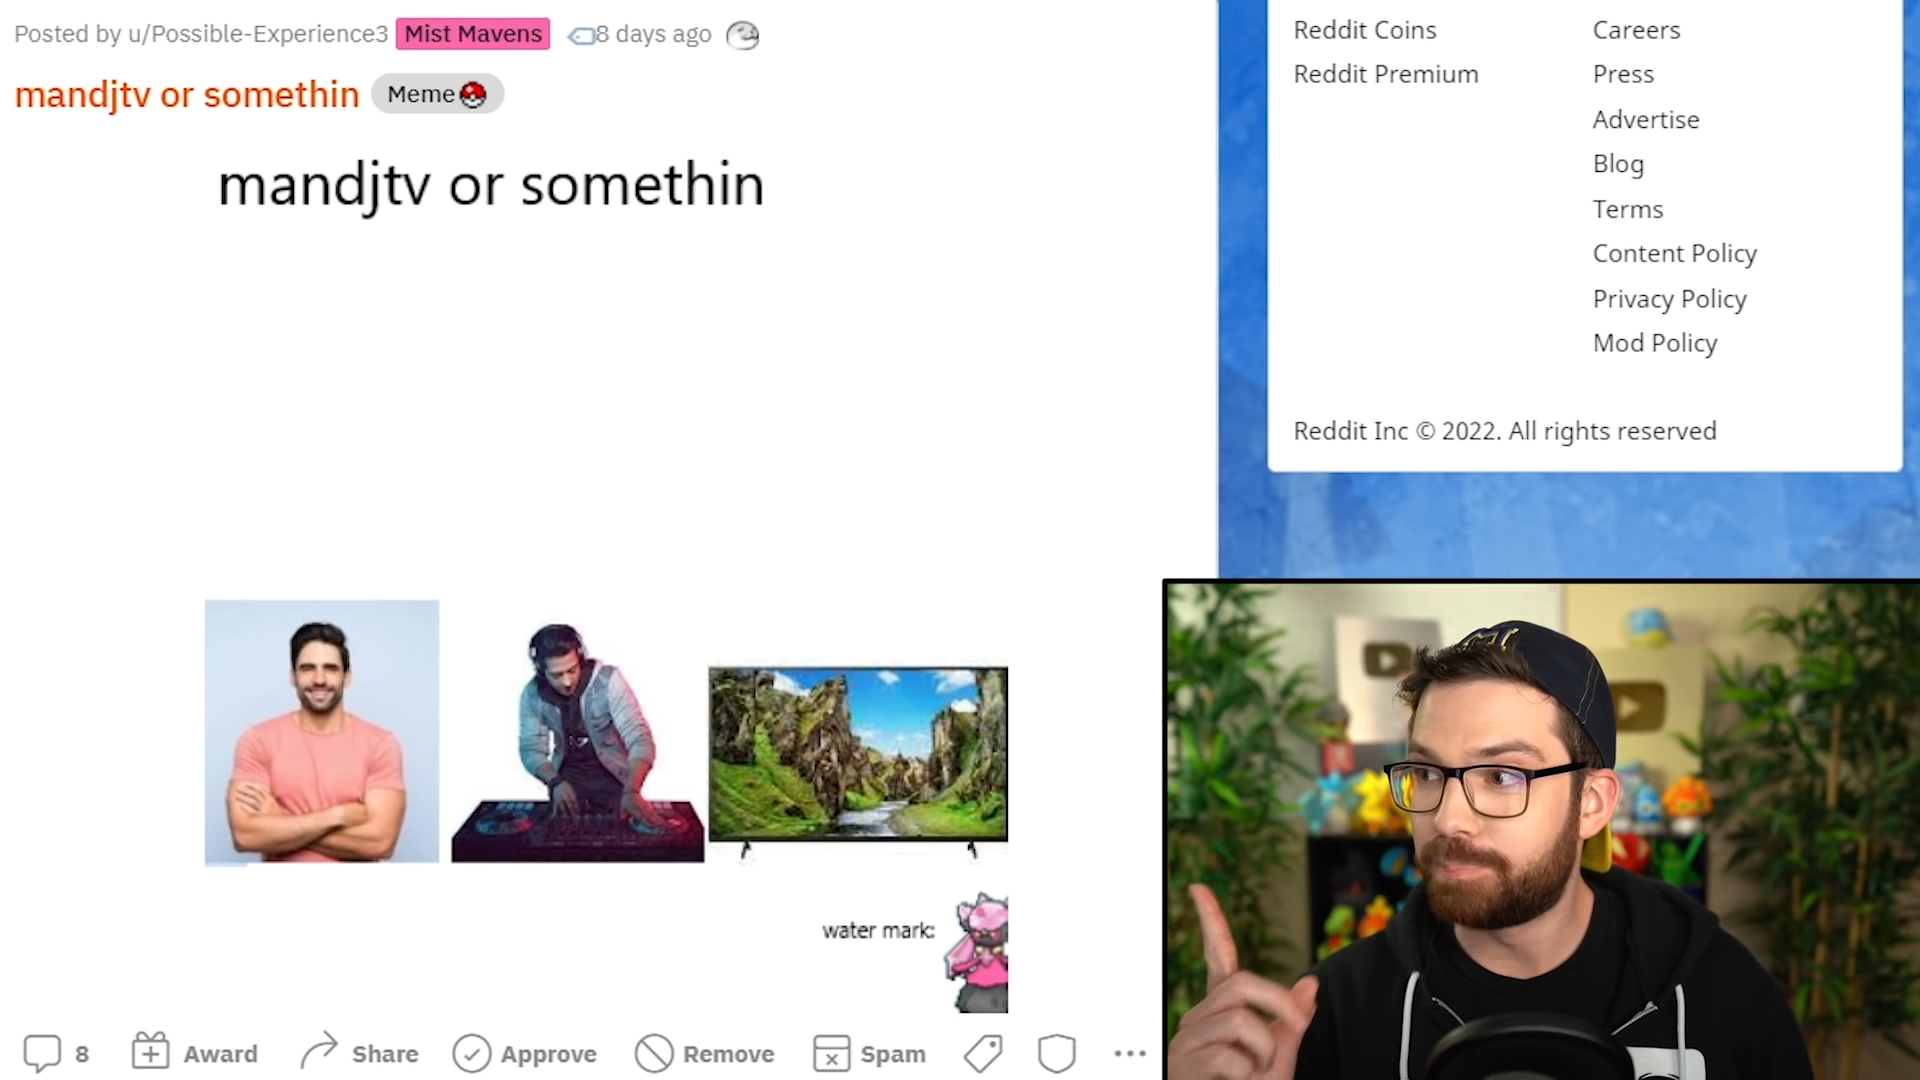 Posted by u/Possible-Experience3 Mist Mavens 8 days ago
mandjtv or somethin Meme
mandjtv or somethin
water mark:
8 Award Share Approve Remove Spam
Reddit Coins
Reddit Premium
Careers
Press
Advertise
Blog
Terms
Content Policy
Privacy Policy
Mod Policy
Reddit Inc © 2022. All rights reserved